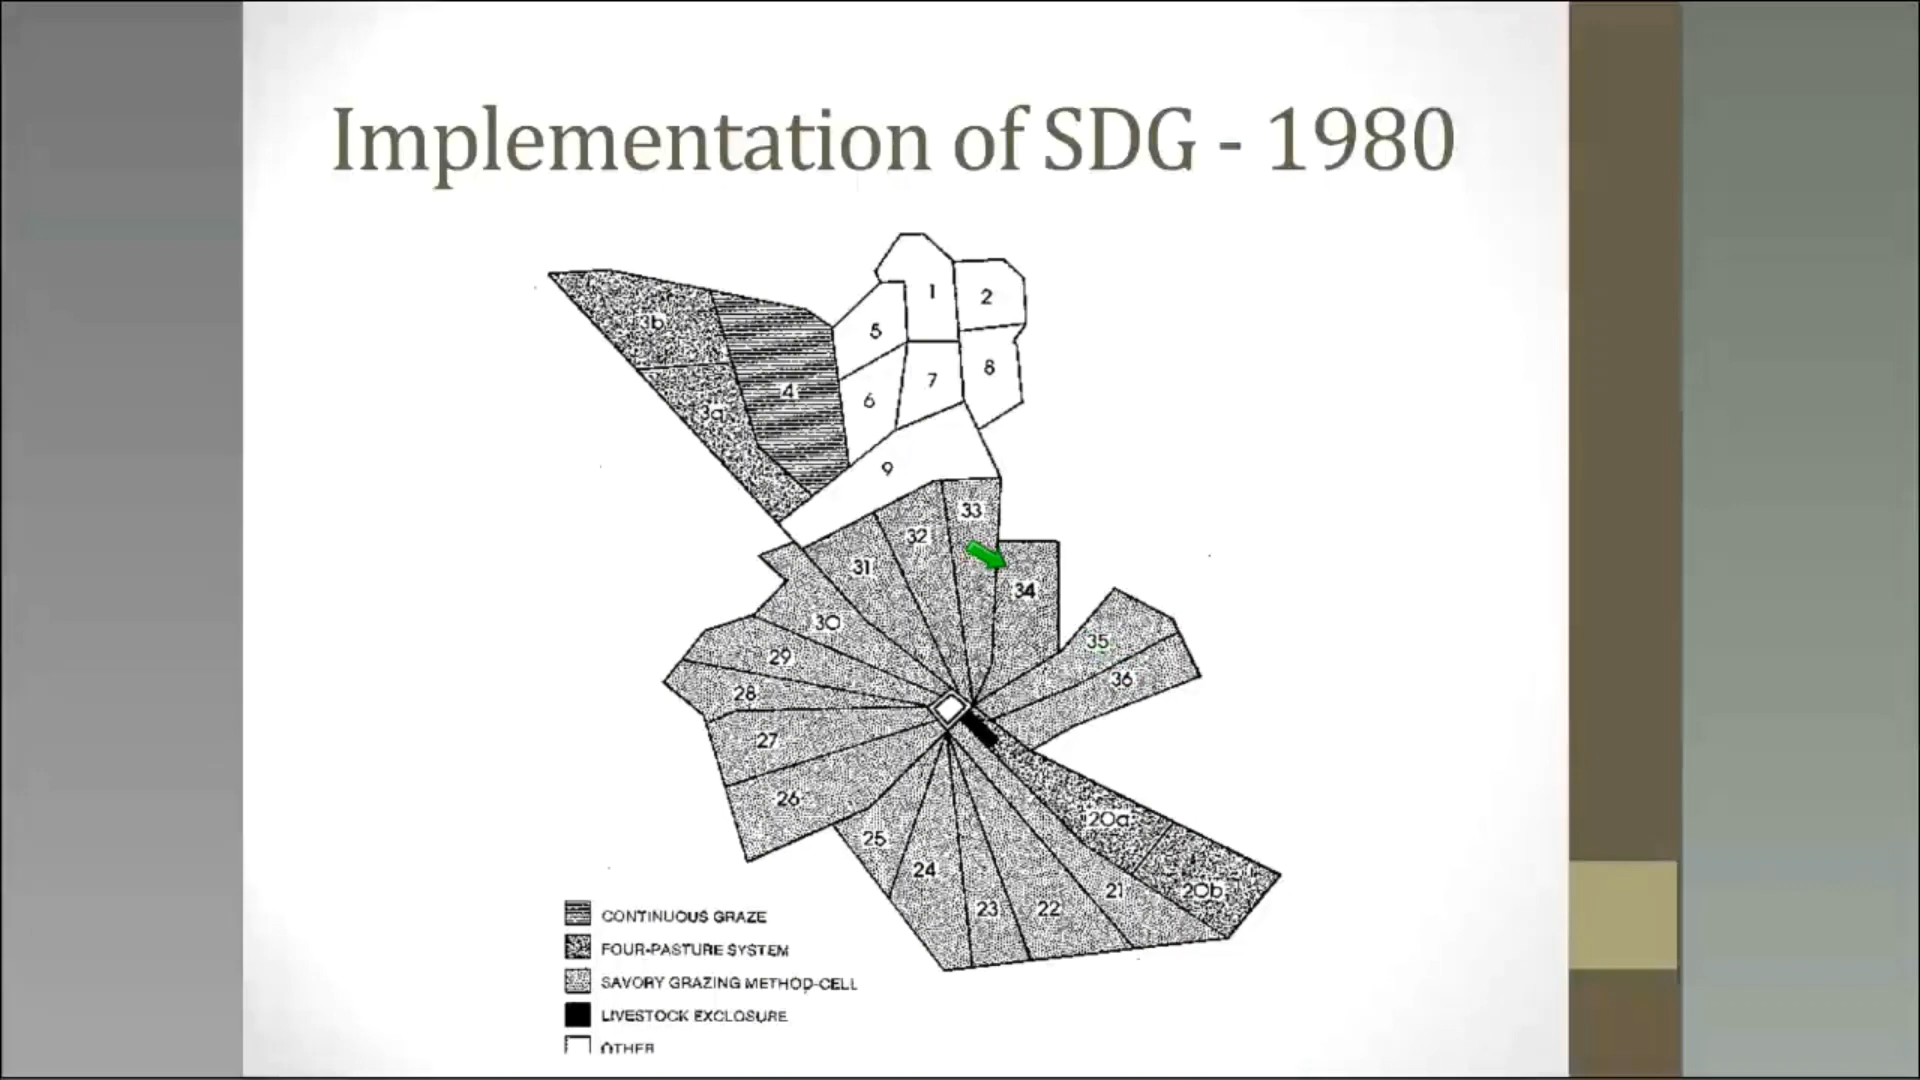 Implementation of SDG - 1980
1
2
3b
5
8
7
4
6
3a
9
33
32
31
34
30
35
29
36
28
27
26
20a
25
24
21
20b
23
22
CONTINUOUS GRAZE
FOUR-PASTURE SYSTEM
SAVORY GRAZING METHOD-CELL
LIVESTOCK EXCLOSURE
OTHER